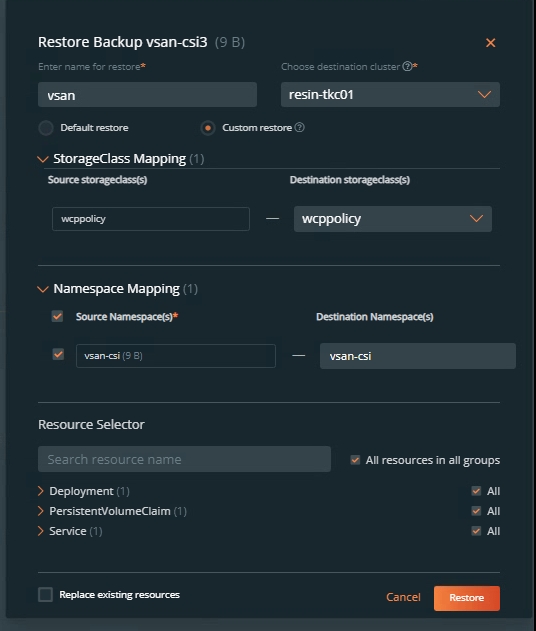 Restore Backup vsan-csi3 (9 B)
Enter name for restore* Choose destination cluster ?*
vsan resin-tkc01
Default restore Custom restore ?
StorageClass Mapping (1)
Source storageclass(s) Destination storageclass(s)
wcppolicy — wcppolicy
Namespace Mapping (1)
Source Namespace(s)* Destination Namespace(s)
vsan-csi (9 B) — vsan-csi
Resource Selector
Search resource name All resources in all groups
Deployment (1) All
PersistentVolumeClaim (1) All
Service (1) All
Replace existing resources Cancel Restore